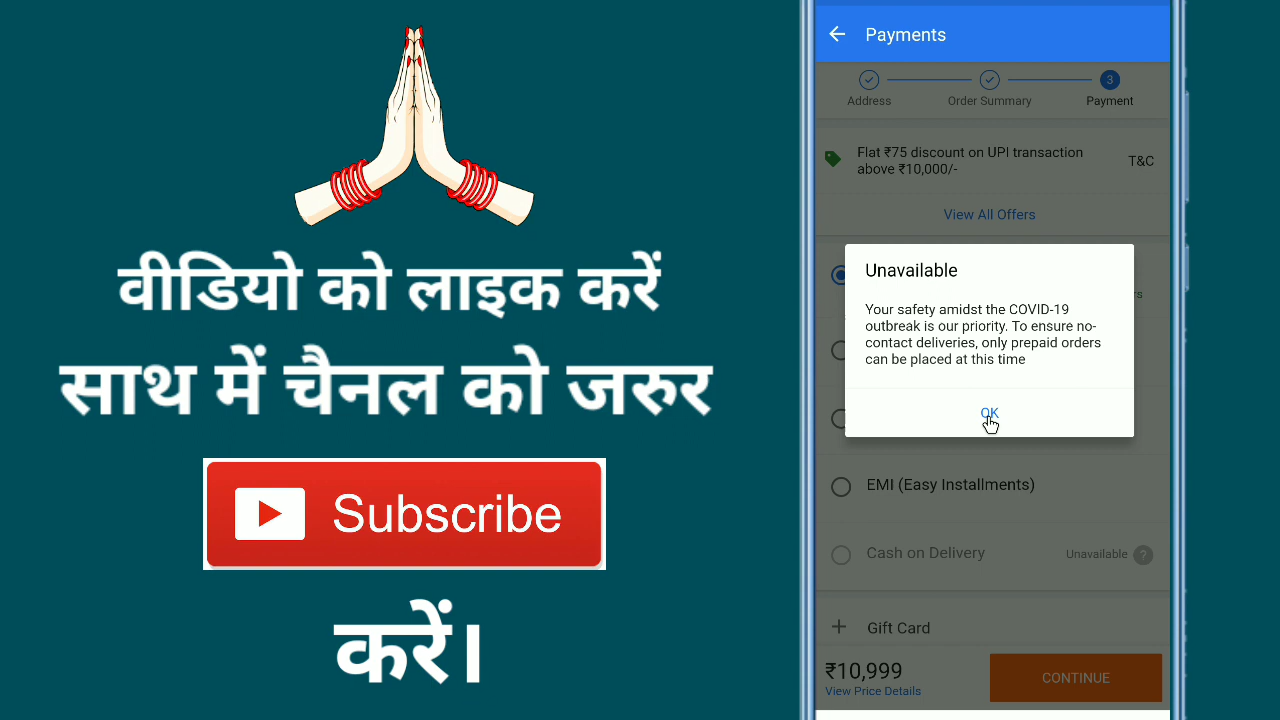 वीडियो को लाइक करें
साथ में चैनल को जरुर
Subscribe
करें।
Payments
3
Address
Order Summary
Payment
Flat ₹75 discount on UPI transaction
above ₹10,000/-
T&C
View All Offers
Unavailable
rs
Your safety amidst the COVID-19
outbreak is our priority. To ensure no-
contact deliveries, only prepaid orders
can be placed at this time
OK
EMI (Easy Installments)
Cash on Delivery
Unavailable ?
Gift Card
₹10,999
View Price Details
CONTINUE